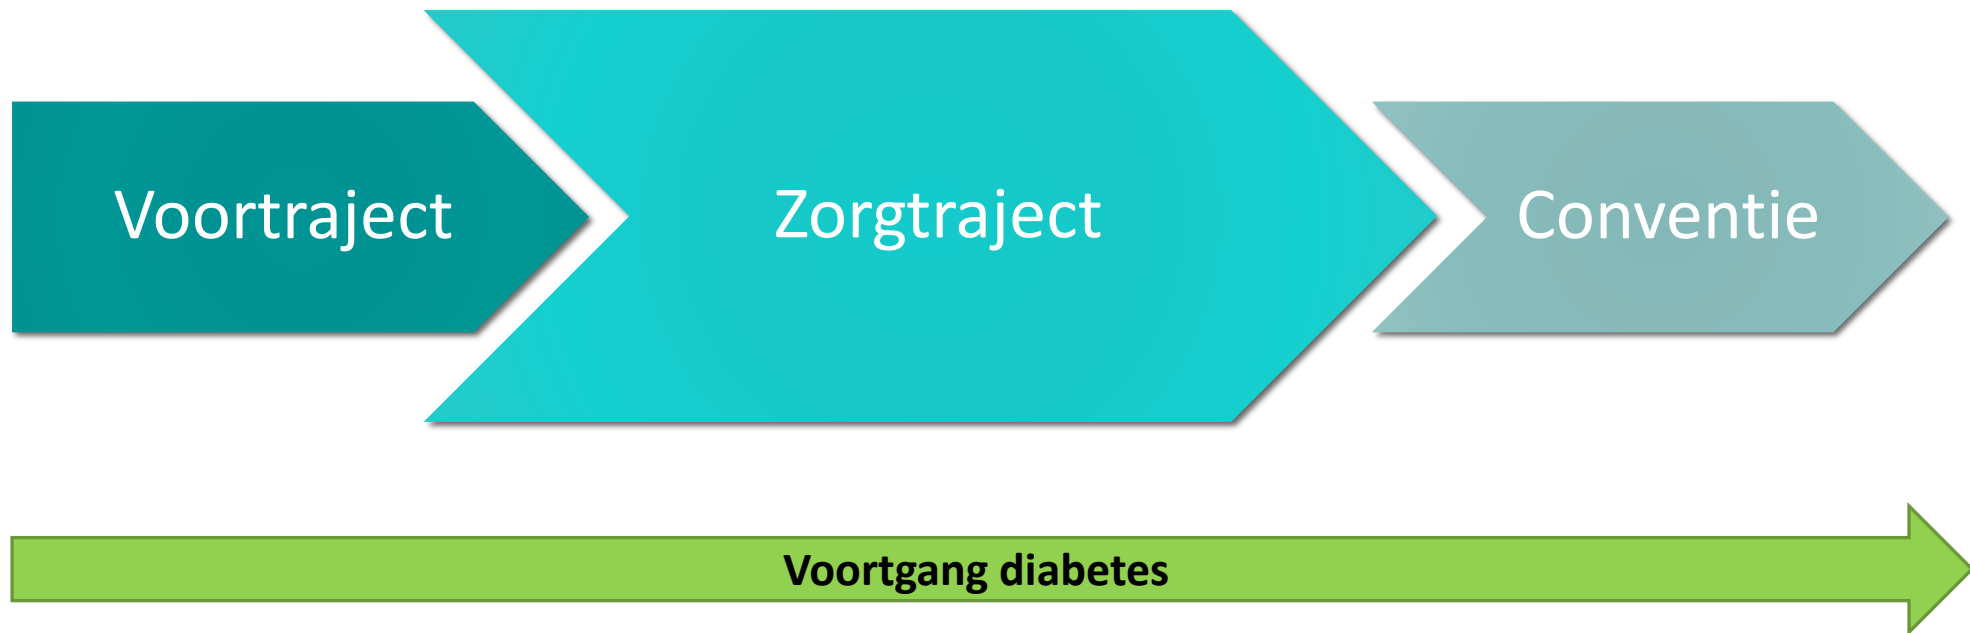 Voortraject
Zorgtraject
Conventie
Voortgang diabetes